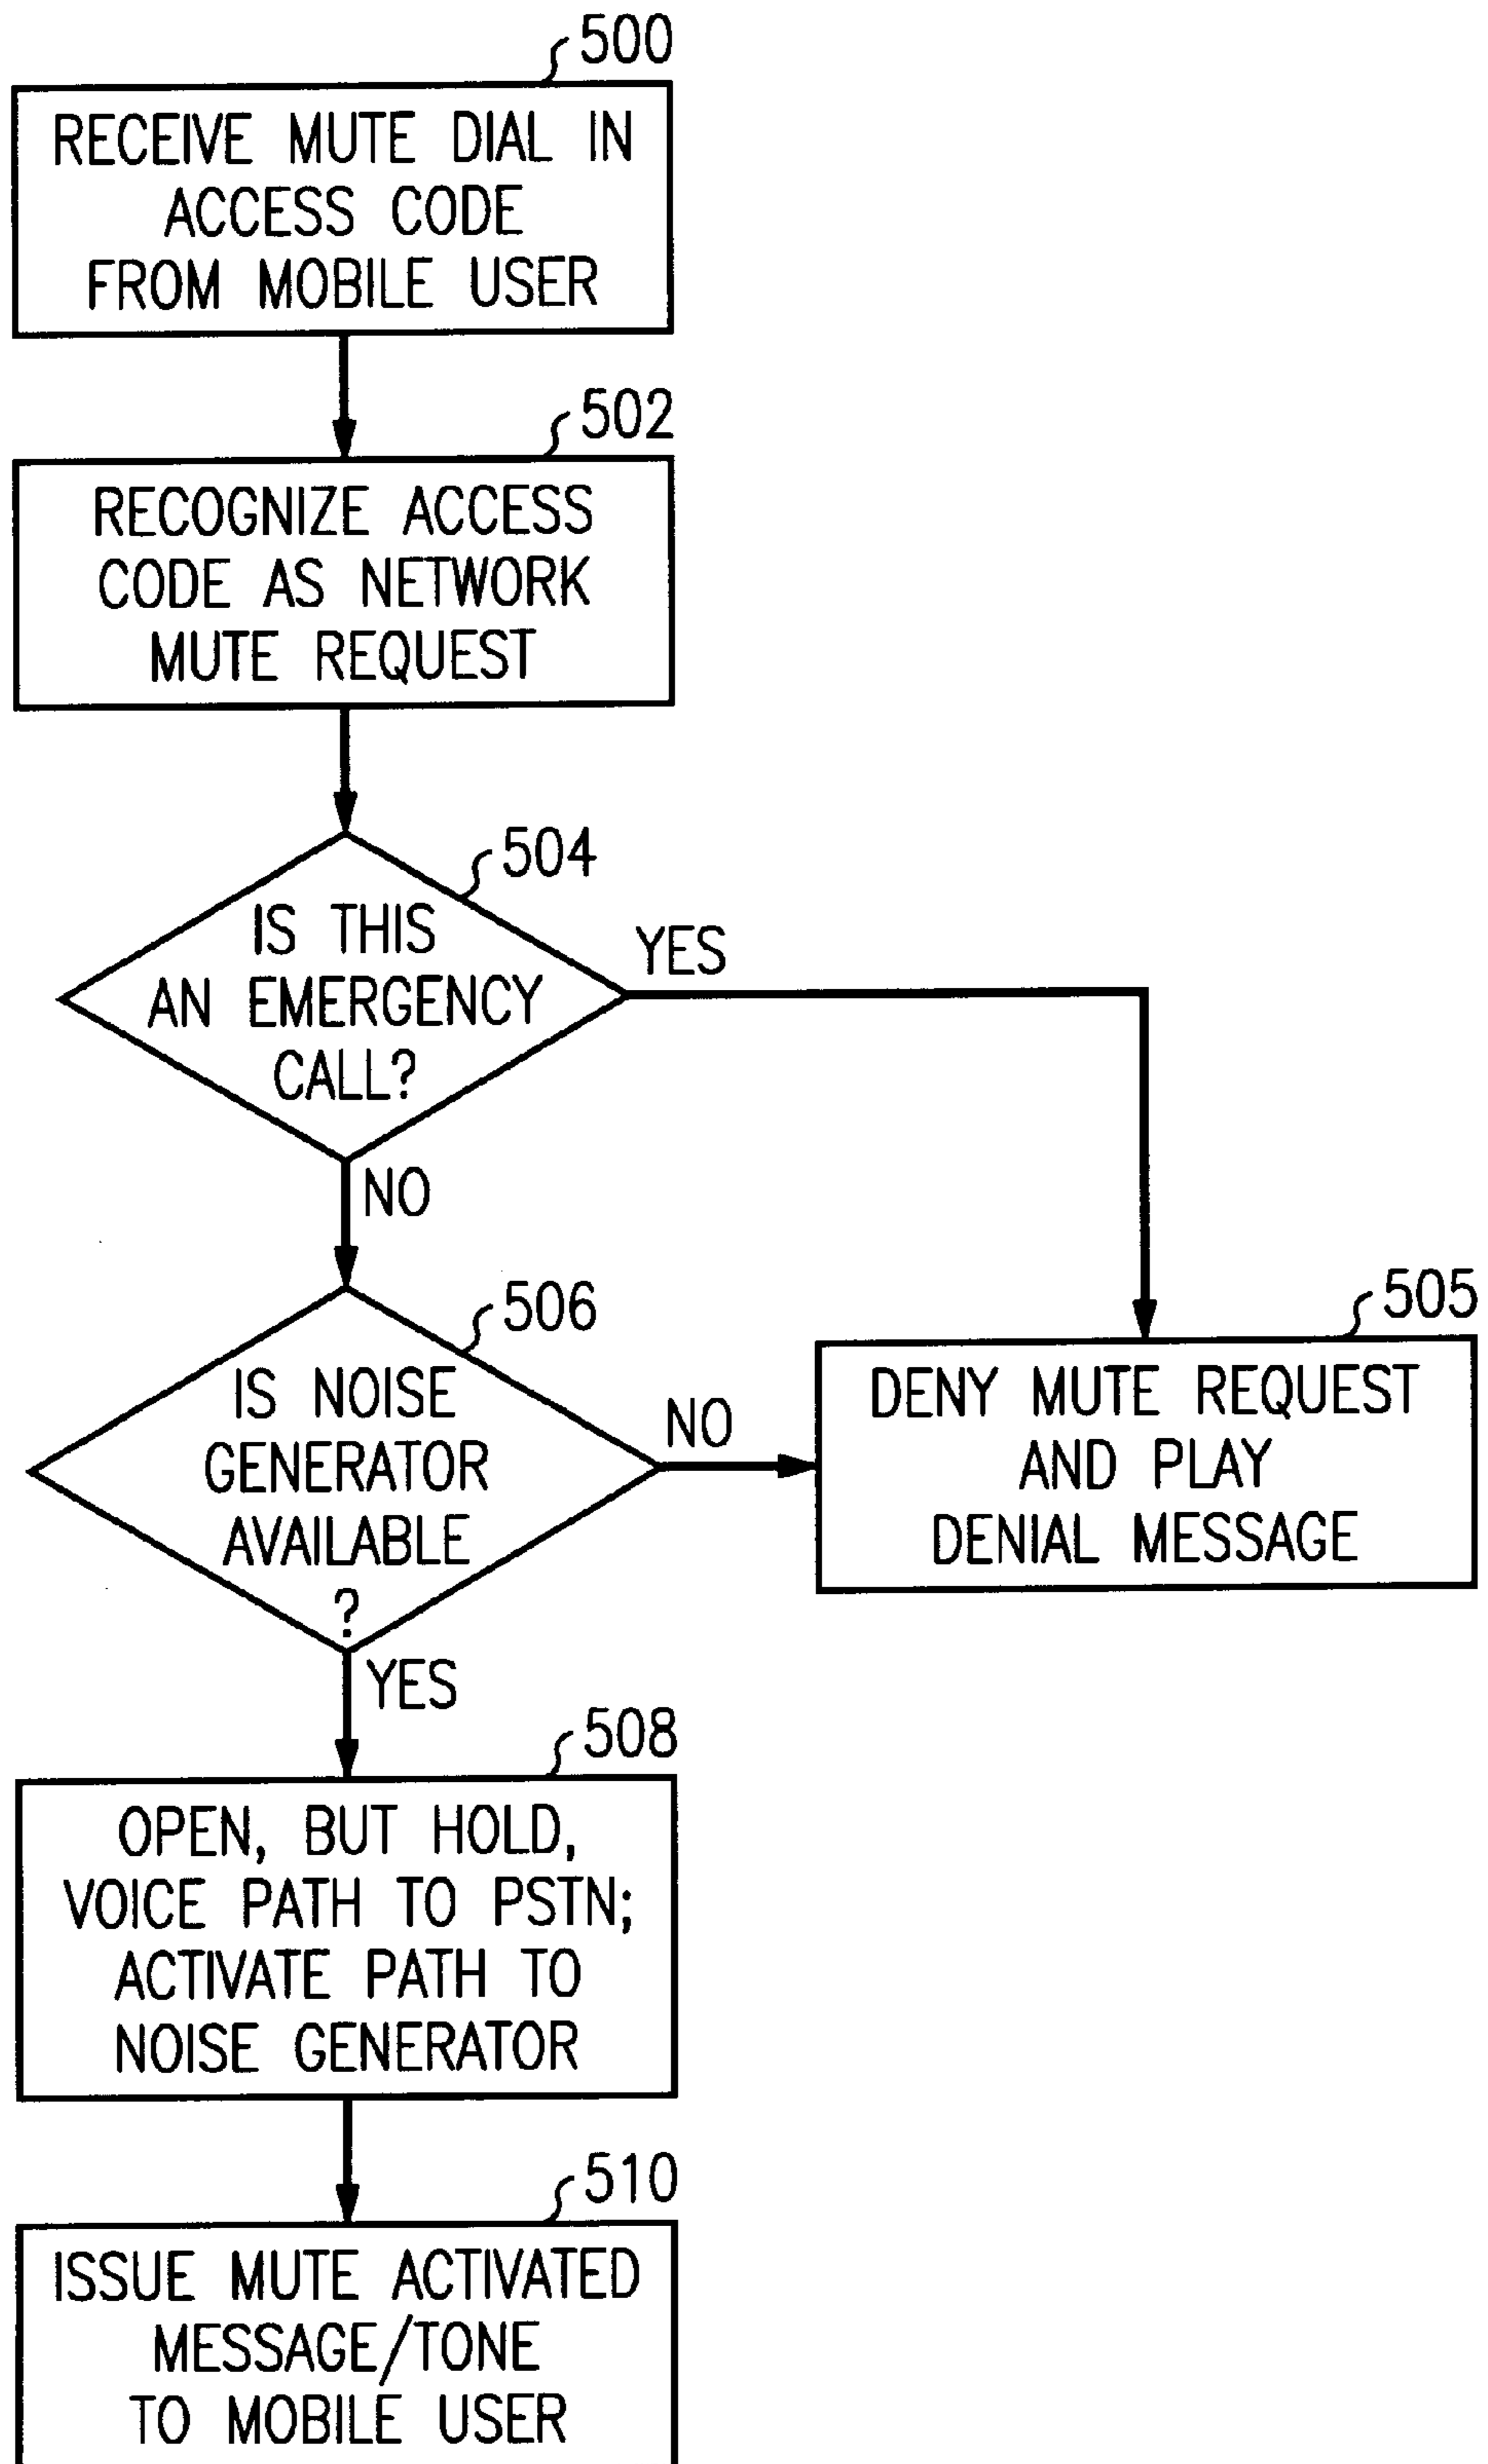 500
RECEIVE MUTE DIAL IN
ACCESS CODE
FROM MOBILE USER
502
RECOGNIZE ACCESS
CODE AS NETWORK
MUTE REQUEST
504
IS THIS
AN EMERGENCY
CALL?
YES
NO
506
IS NOISE
GENERATOR
AVAILABLE
?
NO
YES
505
DENY MUTE REQUEST
AND PLAY
DENIAL MESSAGE
508
OPEN, BUT HOLD,
VOICE PATH TO PSTN;
ACTIVATE PATH TO
NOISE GENERATOR
510
ISSUE MUTE ACTIVATED
MESSAGE/TONE
TO MOBILE USER